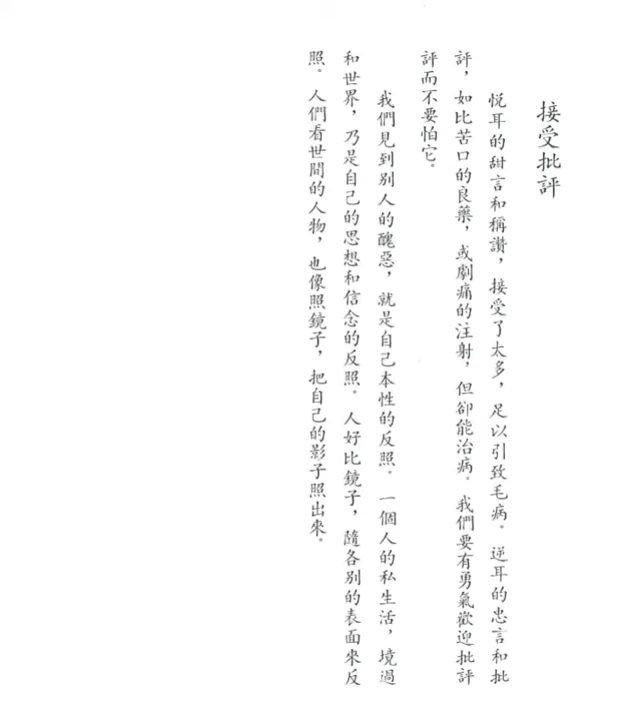 接受批評
悦耳的甜言和稱讚，接受了太多，足以引致毛病。逆耳的忠言和批
評，如比苦口的良藥，或劇痛的注射，但卻能治病。我們要有勇氣歡迎批評
評而不要怕它。
我們見到別人的醜惡，就是自己本性的反照。一個人的私生活，境過
和世界，乃是自己的思想和信念的反照。人好比鏡子，隨各別的表面來反
照。人們看世間的人物，也像照鏡子，把自己的影子照出來。